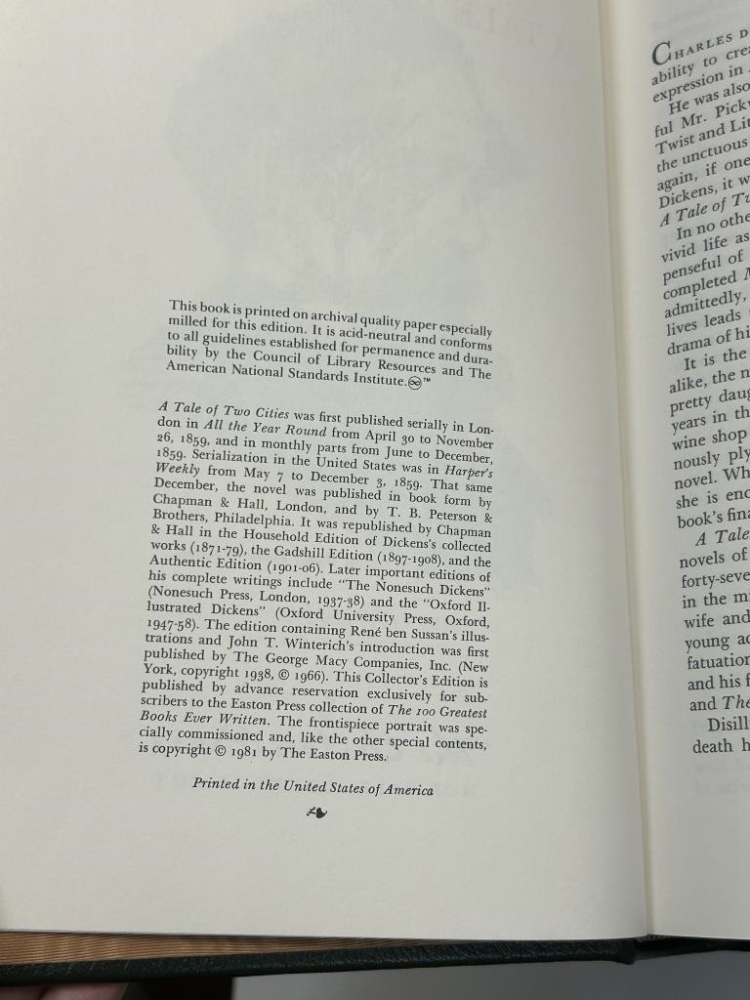 This book is printed on archival quality paper especially
milled for this edition. It is acid-neutral and conforms
to all guidelines established for permanence and dura-
bility by the Council of Library Resources and The
American National Standards Institute.♾™
A Tale of Two Cities was first published serially in Lon-
don in All the Year Round from April 30 to November
26, 1859, and in monthly parts from June to December,
1859. Serialization in the United States was in Harper's
Weekly from May 7 to December 3, 1859. That same
December, the novel was published in book form by
Chapman & Hall, London, and by T. B. Peterson &
Brothers, Philadelphia. It was republished by Chapman
& Hall in the Household Edition of Dickens's collected
works (1871-79), the Gadshill Edition (1897-1908), and the
Authentic Edition (1901-06). Later important editions of
his complete writings include "The Nonesuch Dickens"
(Nonesuch Press, London, 1937-38) and the "Oxford Il-
lustrated Dickens" (Oxford University Press, Oxford,
1947-58). The edition containing René ben Sussan's illus-
trations and John T. Winterich's introduction was first
published by The George Macy Companies, Inc. (New
York, copyright 1938, © 1966). This Collector's Edition is
published by advance reservation exclusively for sub-
scribers to the Easton Press collection of The 100 Greatest
Books Ever Written. The frontispiece portrait was spe-
cially commissioned and, like the other special contents,
is copyright © 1981 by The Easton Press.
Printed in the United States of America
CHARLES D
ability to cre
expression in
He was also
ful Mr. Pick
Twist and Lit
the unctuous
again, if one
Dickens, it w
A Tale of Tw
In no othe
vivid life as
penseful of
completed
admittedly,
lives leads
drama of hi
It is the
alike, the n
pretty daug
years in th
wine shop
nously ply
novel. Wh
she is enc
book's fina
A Tale
novels of
forty-seve
in the mi
wife and
young ac
fatuation
and his f
and The
Disill
death h